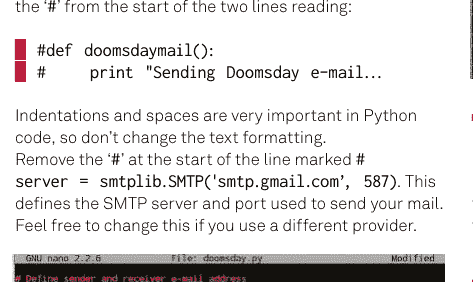 the ‘#’ from the start of the two lines reading:
#def doomsdaymail():
#    print "Sending Doomsday e-mail...
Indentations and spaces are very important in Python
code, so don’t change the text formatting.
Remove the ‘#’ at the start of the line marked #
server = smtplib.SMTP('smtp.gmail.com’, 587). This
defines the SMTP server and port used to send your mail.
Feel free to change this if you use a different provider.
GNU nano 2.2.6 File: doomsday.py Modified
# Define sender and receiver e-mail address